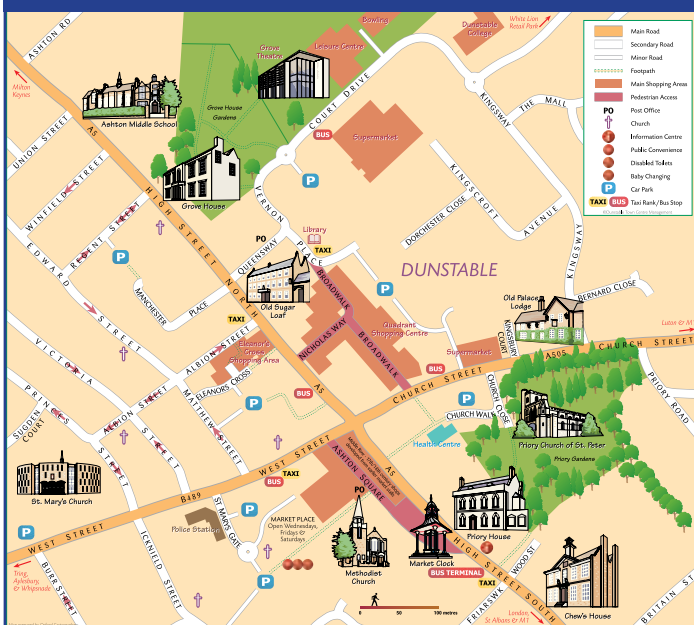 Bowling
Dunstable
College
White Lion
Retail Park
ASHTON RD
Grove
Theatre
Leisure Centre
Milton
Keynes
Ashton Middle School
Grove House
Gardens
COURT DRIVE
KINGSWAY
THE MALL
Main Road
Secondary Road
Minor Road
Footpath
Main Shopping Areas
Pedestrian Access
PO Post Office
Church
Information Centre
Public Convenience
Disabled Toilets
Baby Changing
P Car Park
TAXI BUS Taxi Rank/Bus Stop
BUS
Supermarket
A5
UNION STREET
WINFIELD STREET
Grove House
P
VERNON PLACE
KINGSCROFT AVENUE
DORCHESTER CLOSE
KINGSWAY
HIGH STREET NORTH
REGENT STREET
EDWARD STREET
P
PO
QUEENSWAY
Library
TAXI
MANCHESTER PLACE
Old Sugar
Loaf
BROADWALK
P
DUNSTABLE
BERNARD CLOSE
Old Palace
Lodge
Luton & M1
TAXI
NICHOLAS WAY
Quadrant
Shopping Centre
BROADWALK
KINGSBURY COURT
CHURCH STREET
A505
Supermarket
VICTORIA STREET
ALBION STREET
Eleanor's
Cross
Shopping Area
ELEANORS CROSS
A5
BUS
CHURCH STREET
PRIORY ROAD
PRINCES STREET
SUGDEN COURT
ALBION STREET
MATTHEW STREET
P
BUS
P
CHURCH CLOSE
CHURCH WALK
Priory Church of St. Peter
Priory Gardens
Health Centre
WEST STREET
A5
ASHTON SQUARE
St. Mary's Church
B489
TAXI
BUS
PO
P
WEST STREET
Police Station
ST MARYS GATE
P
MARKET PLACE
Open Wednesdays,
Fridays &
Saturdays
Priory House
ICKNIELD STREET
Methodist
Church
Market Clock
BUS TERMINAL
TAXI
WOOD ST
HIGH STREET SOUTH
P
Tring,
Aylesbury,
& Whipsnade
BURR STREET
0 50 100 metres
FRIARS WK
Chew's House
London,
St Albans & M1
BRITAIN ST